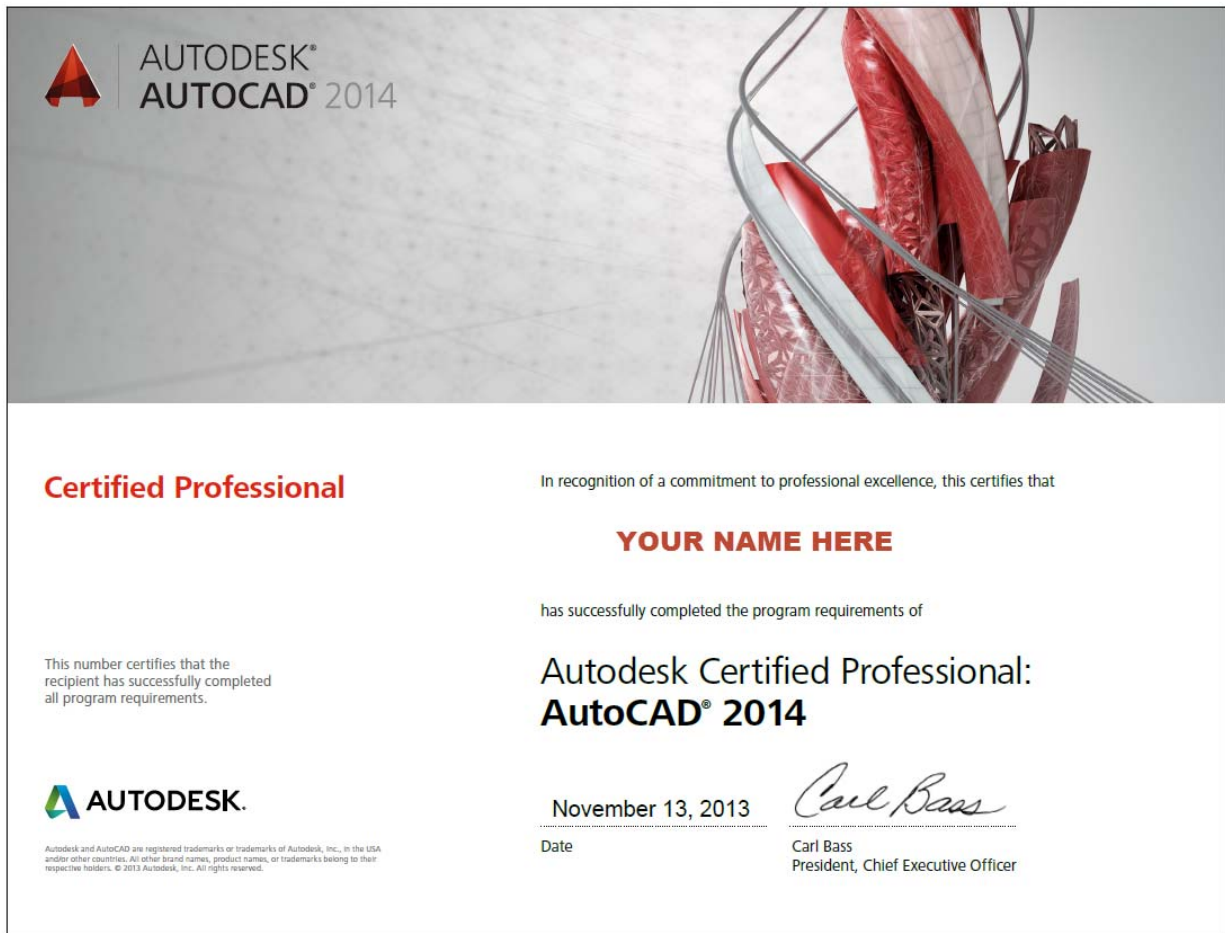 AUTODESK®
AUTOCAD® 2014
Certified Professional
This number certifies that the
recipient has successfully completed
all program requirements.
AUTODESK.
Autodesk and AutoCAD are registered trademarks or trademarks of Autodesk, Inc., in the USA
and/or other countries. All other brand names, product names, or trademarks belong to their
respective holders. © 2013 Autodesk, Inc. All rights reserved.
In recognition of a commitment to professional excellence, this certifies that
YOUR NAME HERE
has successfully completed the program requirements of
Autodesk Certified Professional:
AutoCAD® 2014
November 13, 2013
Date
Carl Bass
Carl Bass
President, Chief Executive Officer